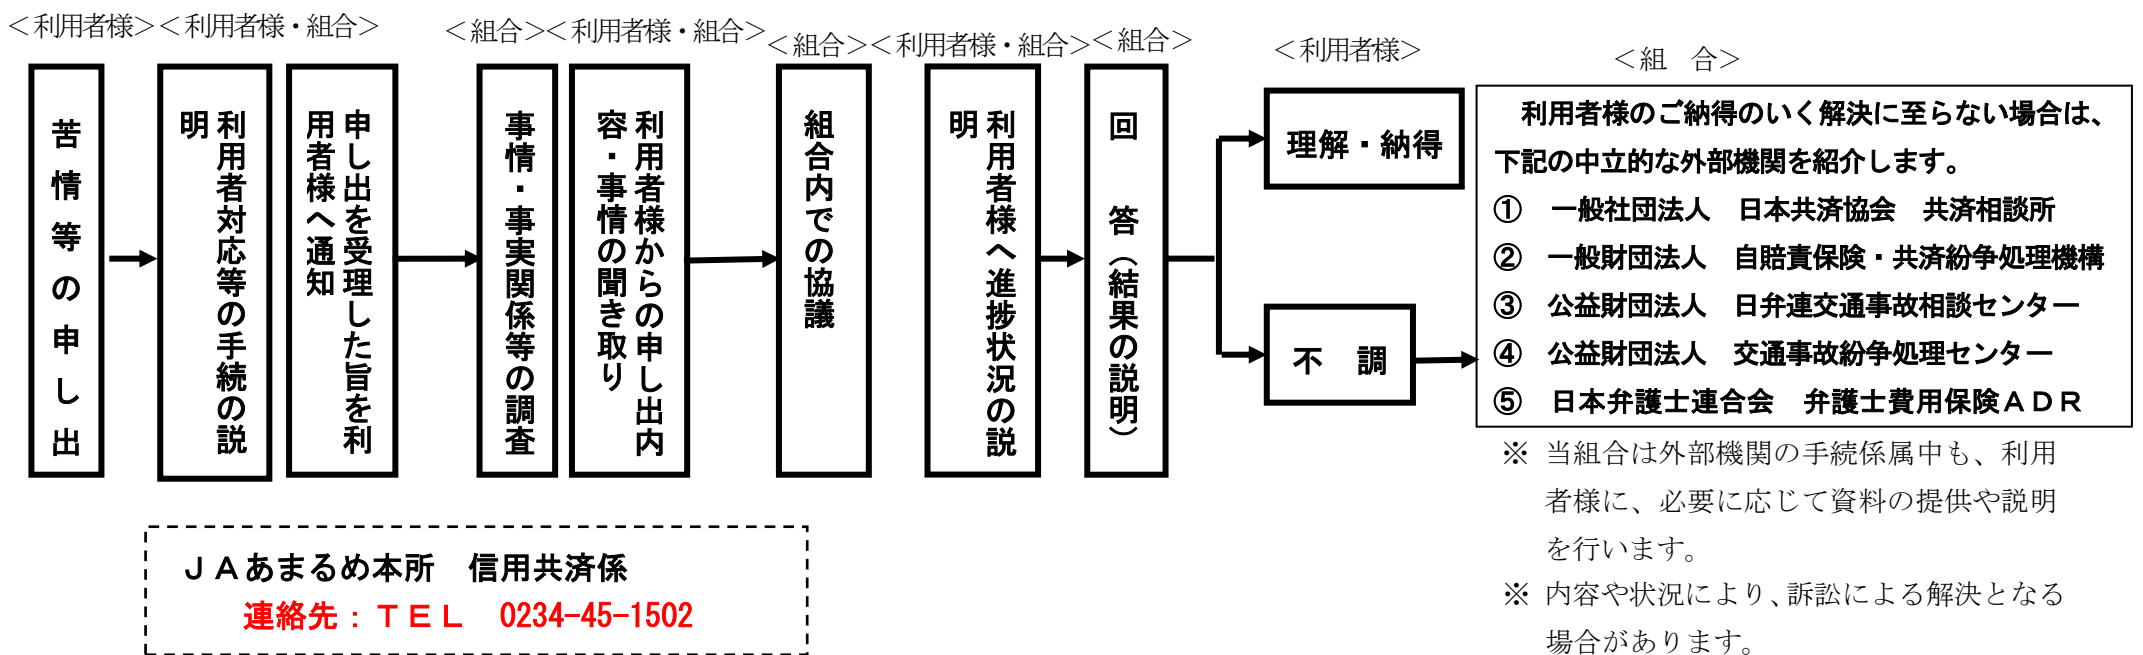 ＜利用者様＞
＜利用者様・組合＞
＜組合＞
＜利用者様・組合＞
＜組合＞
＜利用者様・組合＞
＜組合＞
＜利用者様＞
＜組　合＞
苦情等の申し出
利用者対応等の手続の説
明
申し出を受理した旨を利
用者様へ通知
事情・事実関係等の調査
利用者様からの申し出内
容・事情の聞き取り
組合内での協議
利用者様へ進捗状況の説
明
回　答（結果の説明）
理解・納得
不　調
利用者様のご納得のいく解決に至らない場合は、
下記の中立的な外部機関を紹介します。
①　一般社団法人　日本共済協会　共済相談所
②　一般財団法人　自賠責保険・共済紛争処理機構
③　公益財団法人　日弁連交通事故相談センター
④　公益財団法人　交通事故紛争処理センター
⑤　日本弁護士連合会　弁護士費用保険ＡＤＲ
※ 当組合は外部機関の手続係属中も、利用
者様に、必要に応じて資料の提供や説明
を行います。
※ 内容や状況により、訴訟による解決となる
場合があります。
ＪＡあまるめ本所　信用共済係
連絡先：ＴＥＬ　0234−45−1502